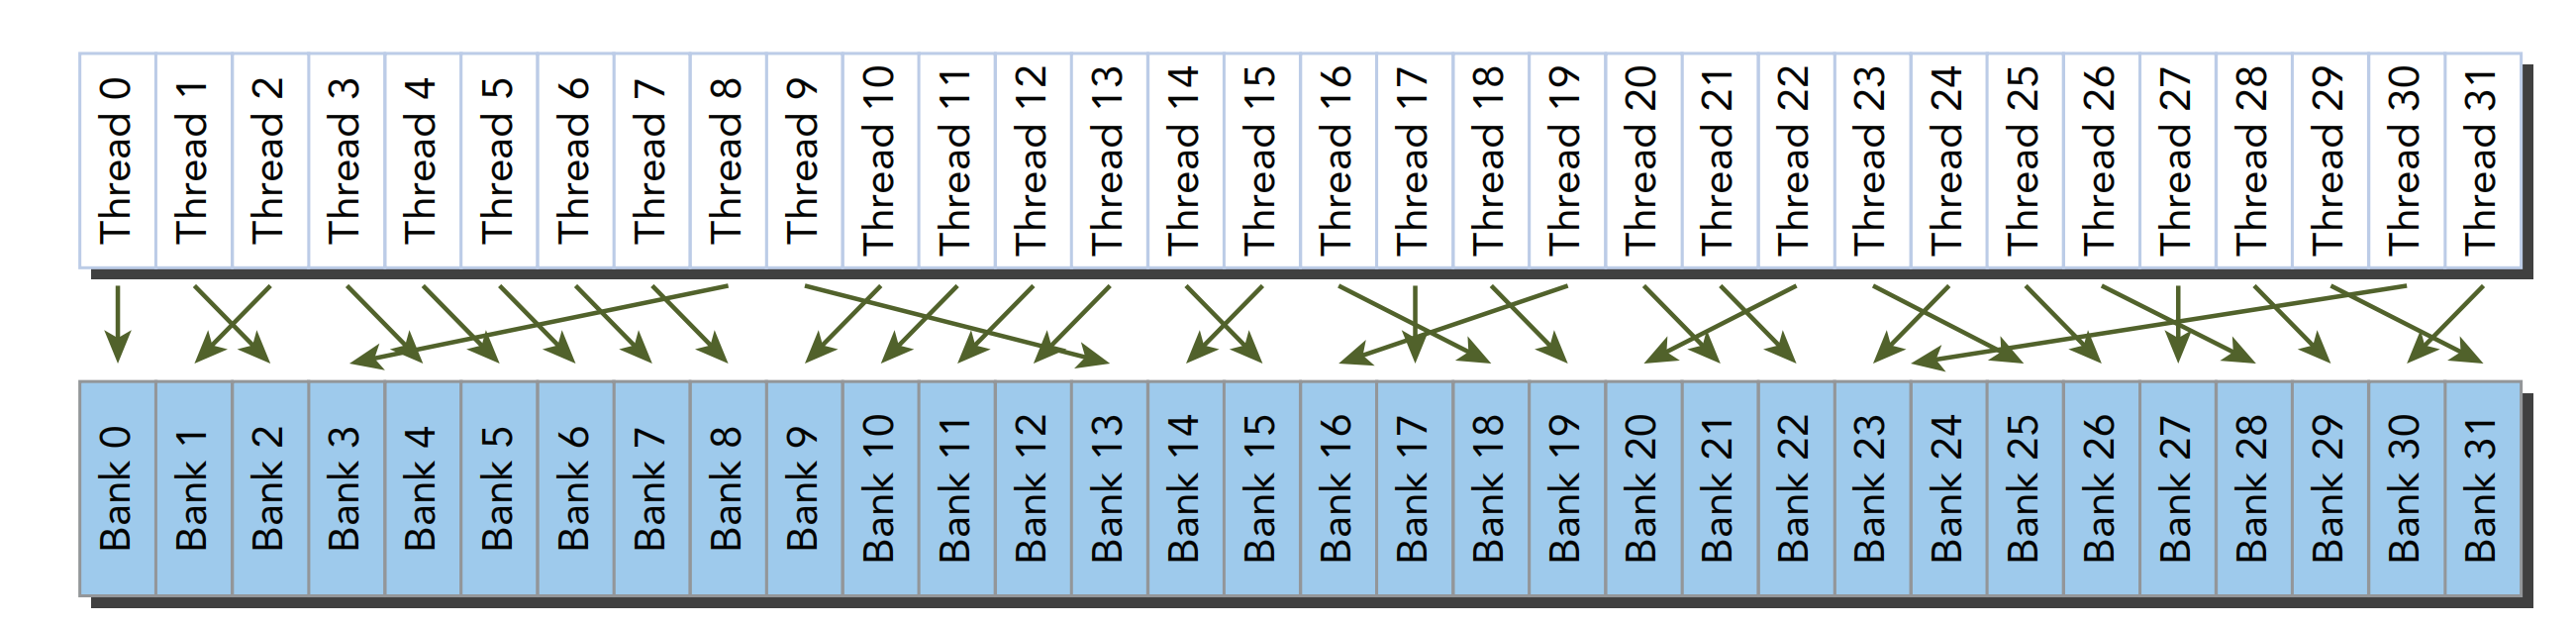 Thread 0
Thread 1
Thread 2
Thread 3
Thread 4
Thread 5
Thread 6
Thread 7
Thread 8
Thread 9
Thread 10
Thread 11
Thread 12
Thread 13
Thread 14
Thread 15
Thread 16
Thread 17
Thread 18
Thread 19
Thread 20
Thread 21
Thread 22
Thread 23
Thread 24
Thread 25
Thread 26
Thread 27
Thread 28
Thread 29
Thread 30
Thread 31
Bank 0
Bank 1
Bank 2
Bank 3
Bank 4
Bank 5
Bank 6
Bank 7
Bank 8
Bank 9
Bank 10
Bank 11
Bank 12
Bank 13
Bank 14
Bank 15
Bank 16
Bank 17
Bank 18
Bank 19
Bank 20
Bank 21
Bank 22
Bank 23
Bank 24
Bank 25
Bank 26
Bank 27
Bank 28
Bank 29
Bank 30
Bank 31